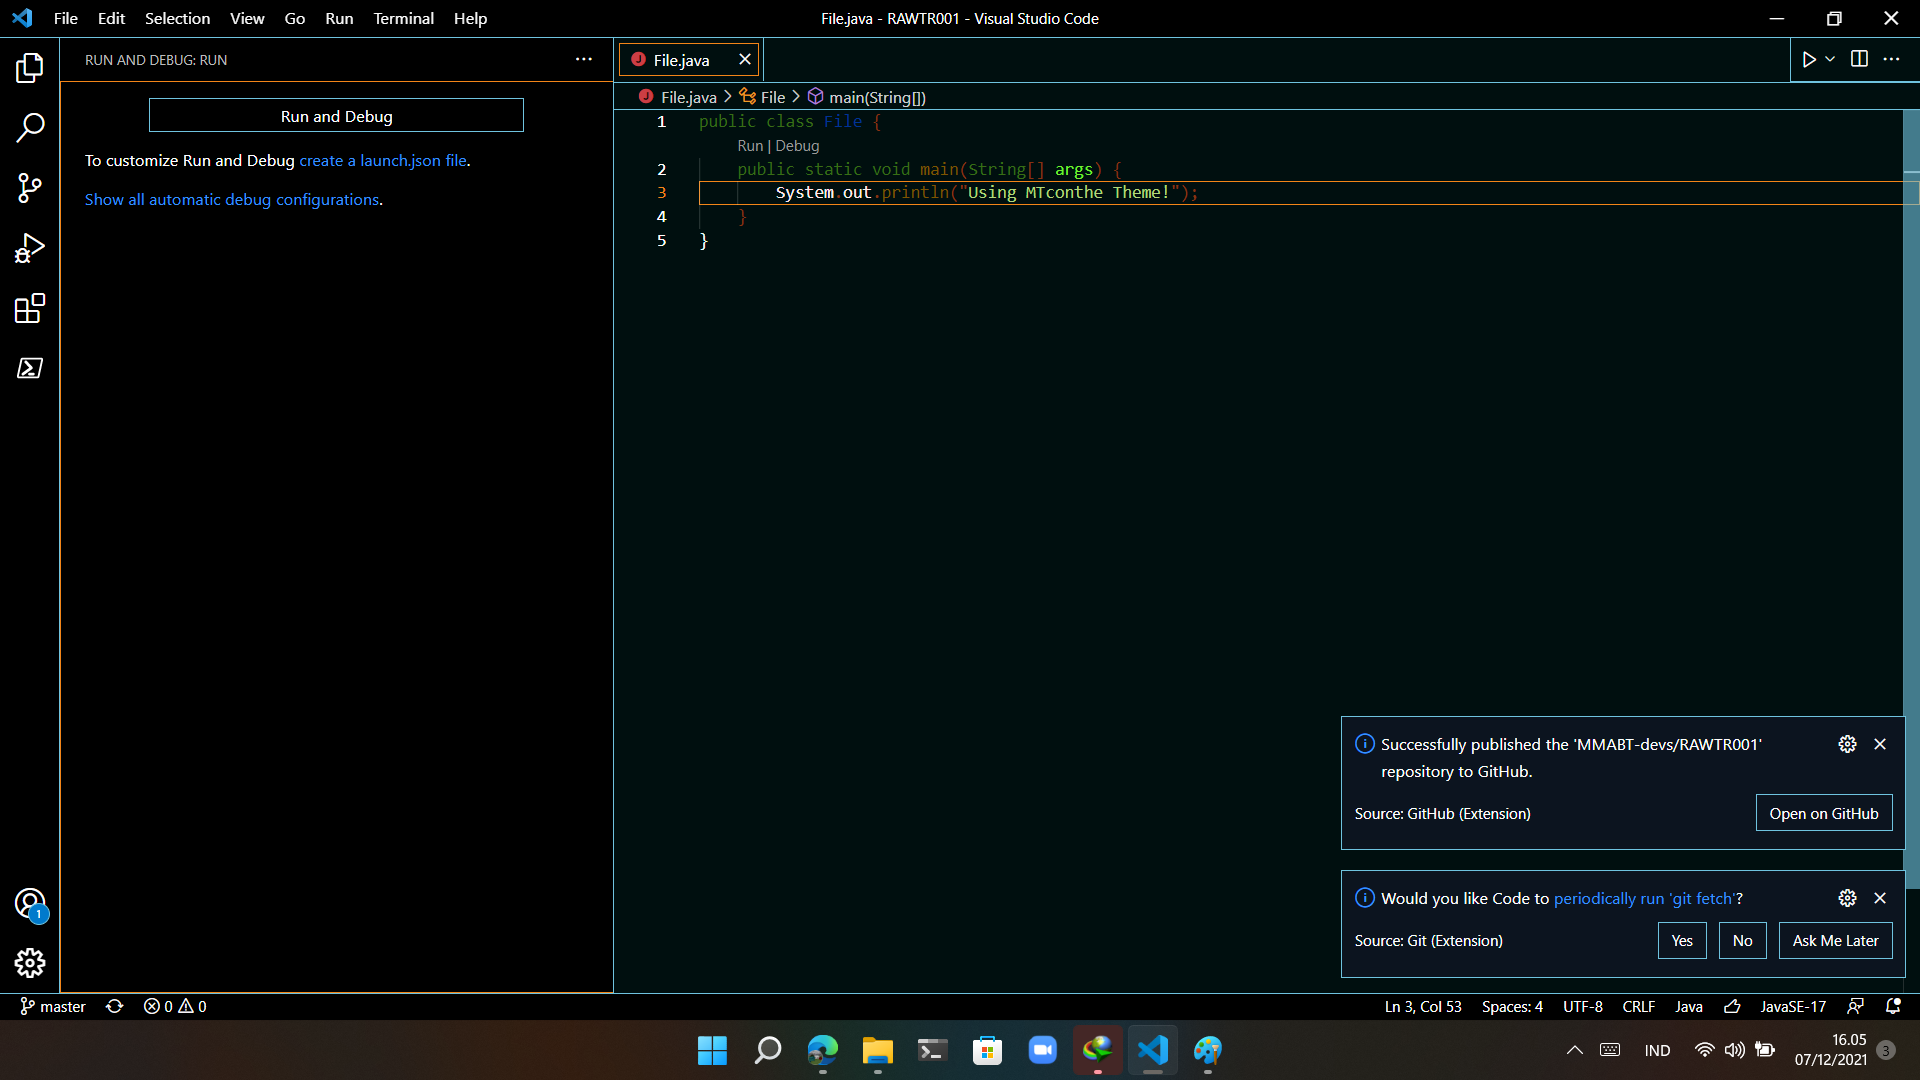 File Edit Selection View Go Run Terminal Help
File.java - RAWTR001 - Visual Studio Code
RUN AND DEBUG: RUN
Run and Debug
To customize Run and Debug create a launch.json file.
Show all automatic debug configurations.
File.java
File.java > File > main(String[])
1 public class File {
Run | Debug
2 public static void main(String[] args) {
3 System.out.println("Using MTconthe Theme!");
4 }
5 }
Successfully published the 'MMABT-devs/RAWTR001'
repository to GitHub.
Source: GitHub (Extension)
Open on GitHub
Would you like Code to periodically run 'git fetch'?
Source: Git (Extension)
Yes No Ask Me Later
1
master 0 0
Ln 3, Col 53 Spaces: 4 UTF-8 CRLF Java JavaSE-17
IND
16.05
07/12/2021
3